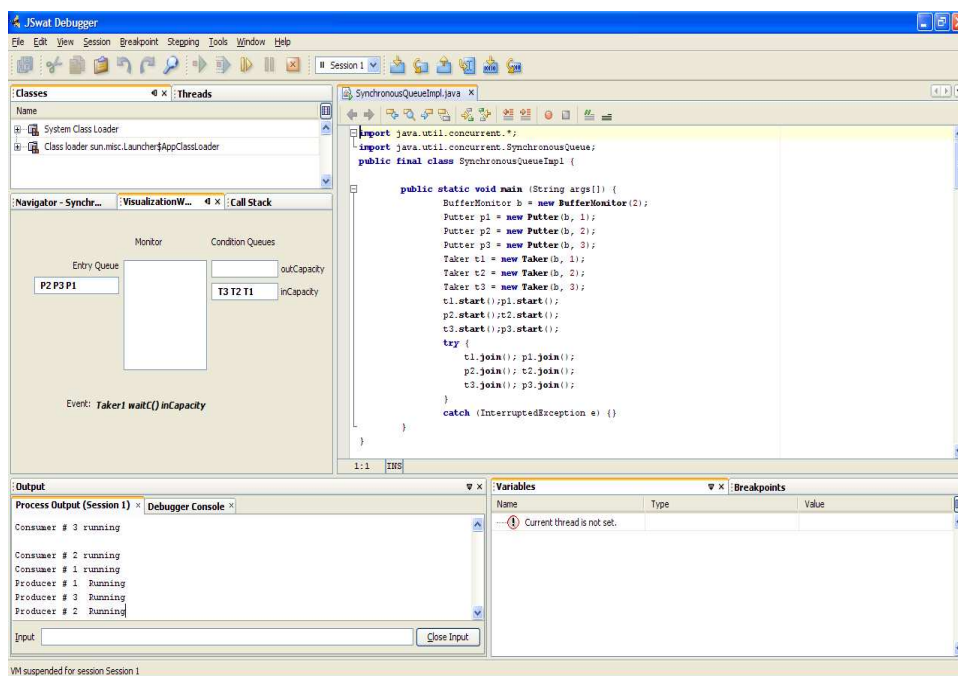 JSwat Debugger
File Edit View Session Breakpoint Stepping Tools Window Help
Session 1
Classes
Threads
Name
System Class Loader
Class loader sun.misc.Launcher$AppClassLoader
Navigator - Synchr...
VisualizationW...
Call Stack
Monitor
Condition Queues
Entry Queue
outCapacity
P2 P3 P1
T3 T2 T1
inCapacity
Event: Taker1 waitC() inCapacity
SynchronousQueueImpl.java
import java.util.concurrent.*;
import java.util.concurrent.SynchronousQueue;
public final class SynchronousQueueImpl {
public static void main (String args[]) {
BufferMonitor b = new BufferMonitor(2);
Putter p1 = new Putter(b, 1);
Putter p2 = new Putter(b, 2);
Putter p3 = new Putter(b, 3);
Taker t1 = new Taker(b, 1);
Taker t2 = new Taker(b, 2);
Taker t3 = new Taker(b, 3);
t1.start();p1.start();
p2.start();t2.start();
t3.start();p3.start();
try {
t1.join(); p1.join();
p2.join(); t2.join();
t3.join(); p3.join();
}
catch (InterruptedException e) {}
}
}
1:1 INS
Output
Process Output (Session 1)
Debugger Console
Consumer # 3 running
Consumer # 2 running
Consumer # 1 running
Producer # 1 Running
Producer # 3 Running
Producer # 2 Running
Input
Close Input
Variables
Breakpoints
Name Type Value
Current thread is not set.
VM suspended for session Session 1